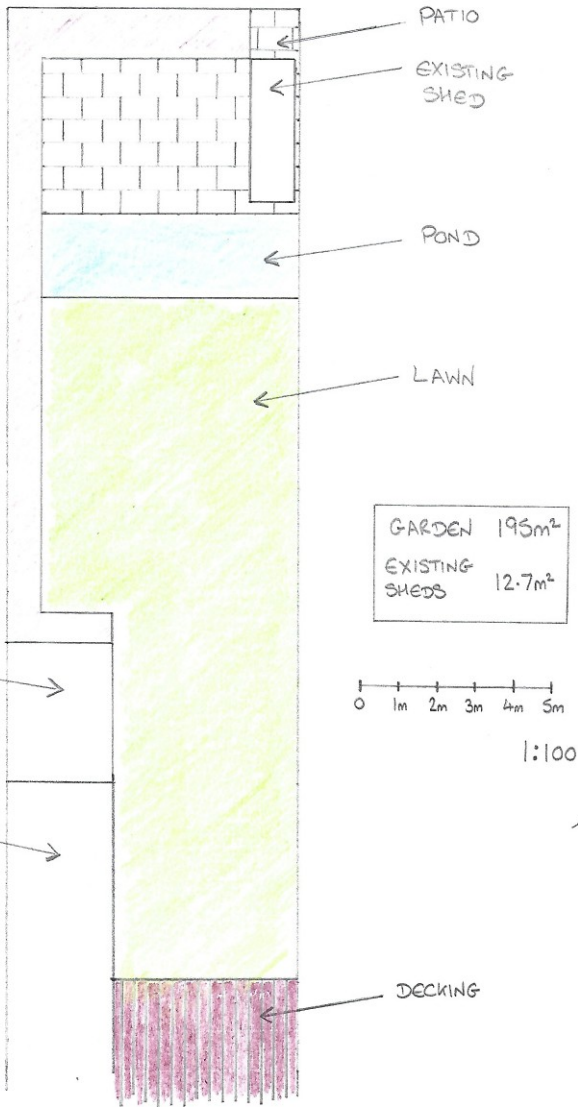 PATIO
EXISTING
SHED
POND
LAWN
GARDEN 195m²
EXISTING
SHEDS 12.7m²
0 1m 2m 3m 4m 5m
1:100
DECKING